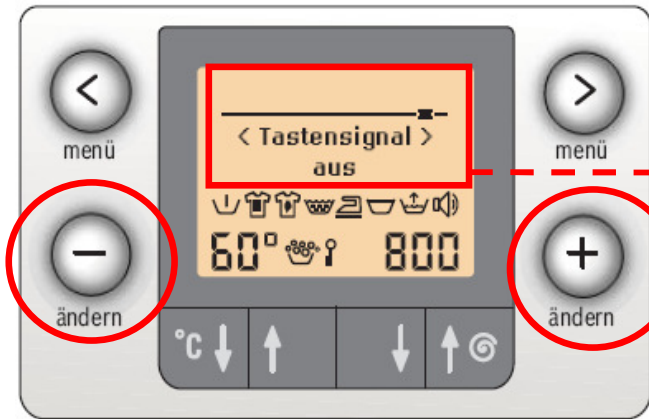 <
>
menü
menü
< Tastensignal >
aus
60° 800
−
+
ändern
ändern
°C